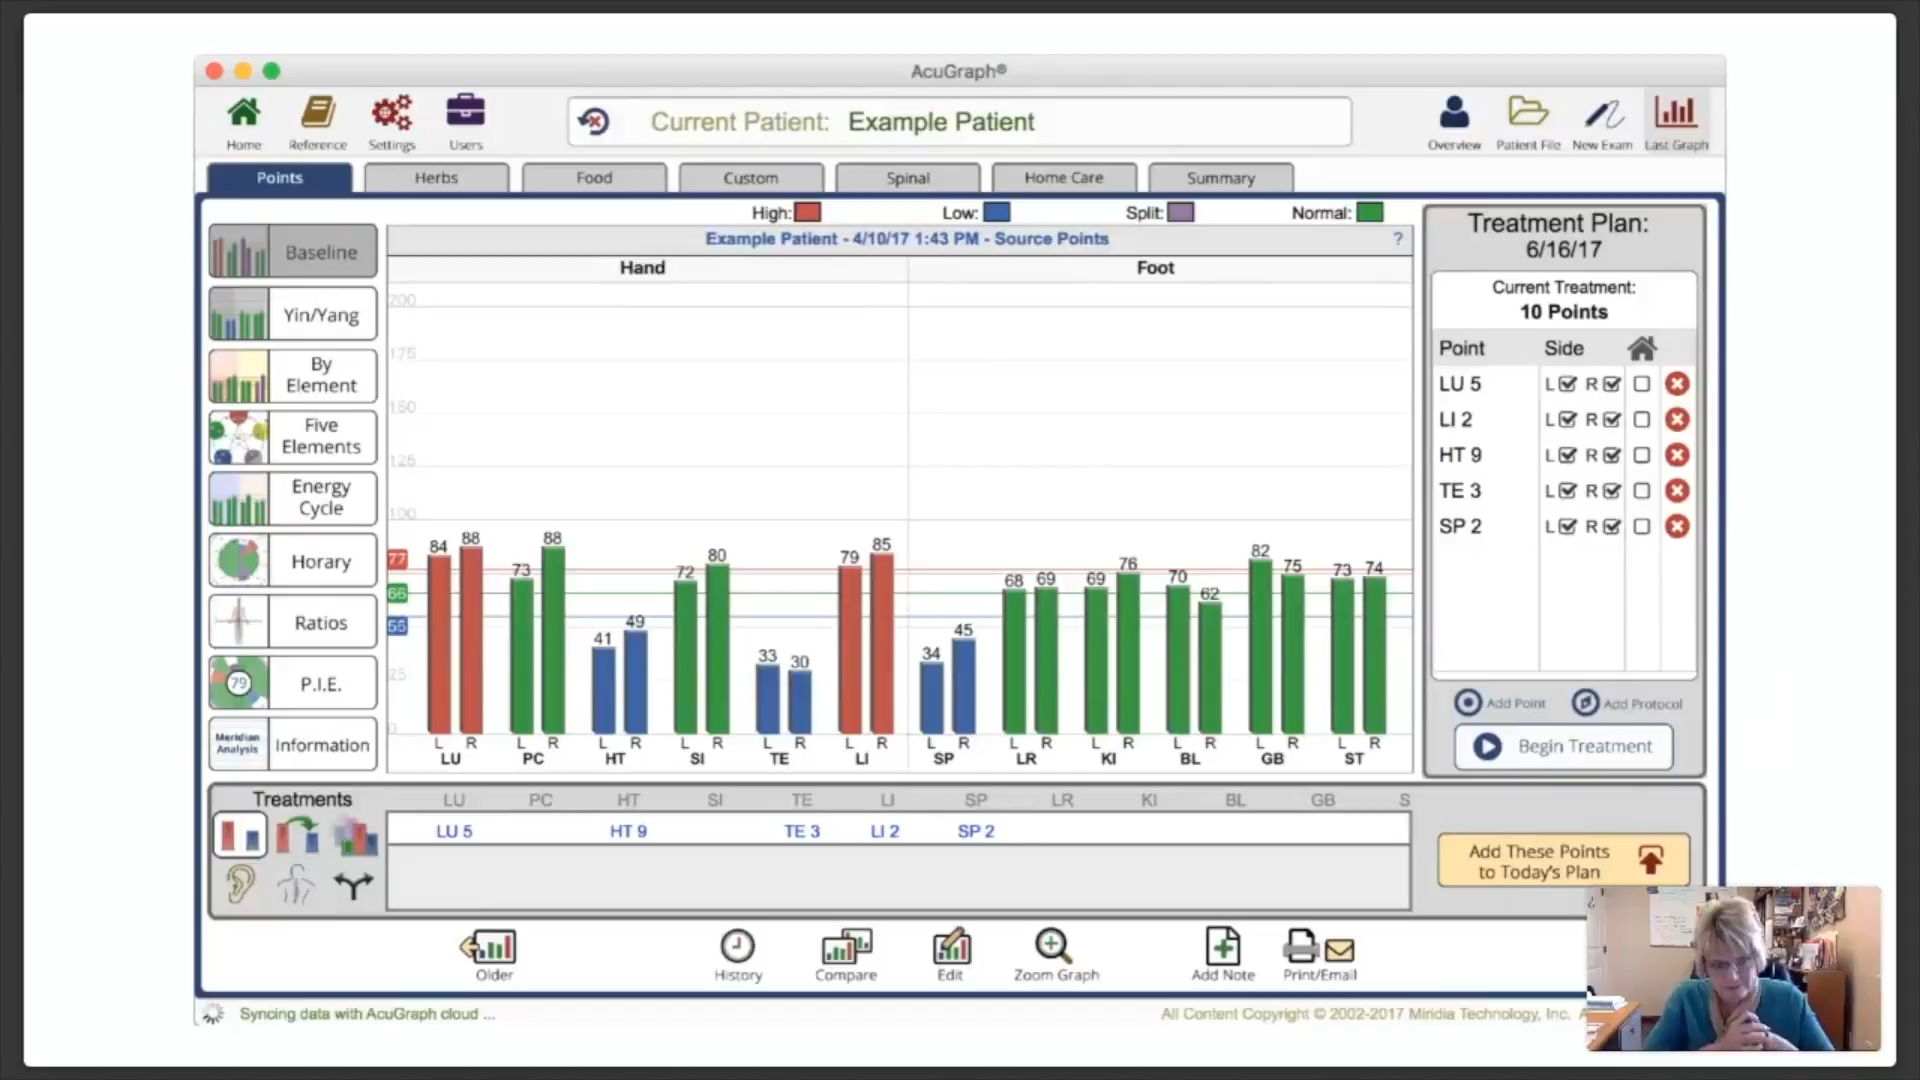 AcuGraph®
Home Reference Settings Users
Current Patient: Example Patient
Overview Patient File New Exam Last Graph
Points Herbs Food Custom Spinal Home Care Summary
High: Low: Split: Normal:
Example Patient - 4/10/17 1:43 PM - Source Points ?
Hand Foot
Baseline
Yin/Yang
By
Element
Five
Elements
Energy
Cycle
Horary
Ratios
79 P.I.E.
Meridian
Analysis
Information
200
175
150
125
100
77
66
55
25
0
84 88 73 88 41 49 72 80 33 30 79 85 34 45 68 69 69 76 70 62 82 75 73 74
L R L R L R L R L R L R L R L R L R L R L R L R
LU PC HT SI TE LI SP LR KI BL GB ST
Treatment Plan:
6/16/17
Current Treatment:
10 Points
Point Side
LU 5 L R
LI 2 L R
HT 9 L R
TE 3 L R
SP 2 L R
Add Point Add Protocol
Begin Treatment
Treatments LU PC HT SI TE LI SP LR KI BL GB S
LU 5 HT 9 TE 3 LI 2 SP 2
Add These Points
to Today's Plan
Older History Compare Edit Zoom Graph Add Note Print/Email
Syncing data with AcuGraph cloud ...
All Content Copyright © 2002-2017 Miridia Technology, Inc.